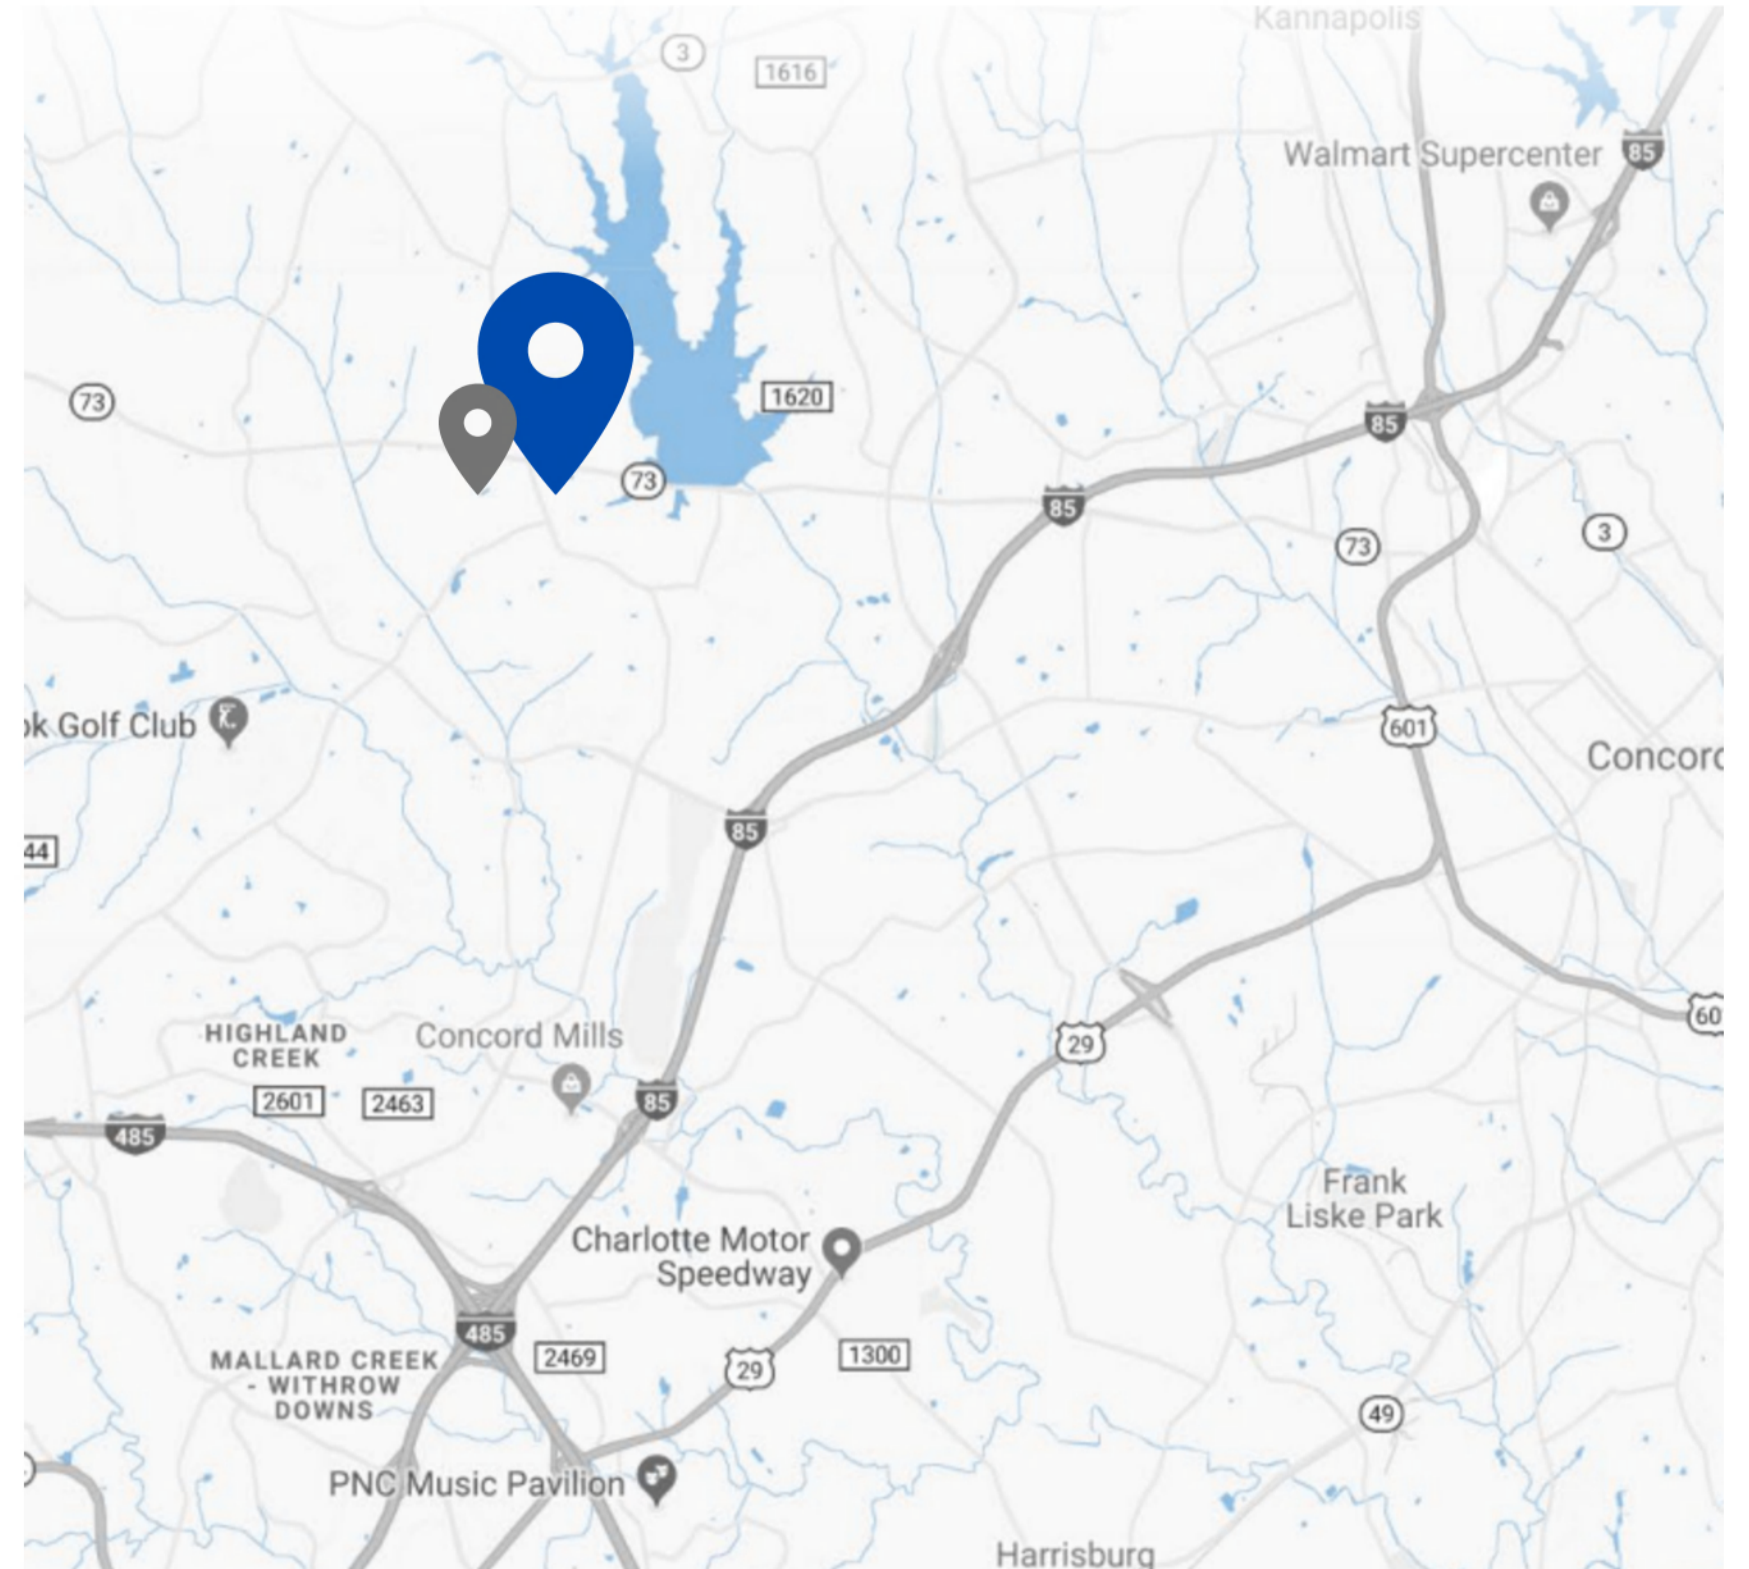 Kannapolis
3
1616
Walmart Supercenter
85
73
1620
85
73
85
73
3
ok Golf Club
601
Concord
85
44
HIGHLAND
CREEK
Concord Mills
29
60
2601
2463
85
485
Frank
Liske Park
Charlotte Motor
Speedway
485
2469
1300
29
MALLARD CREEK
- WITHROW
DOWNS
49
PNC Music Pavilion
Harrisburg